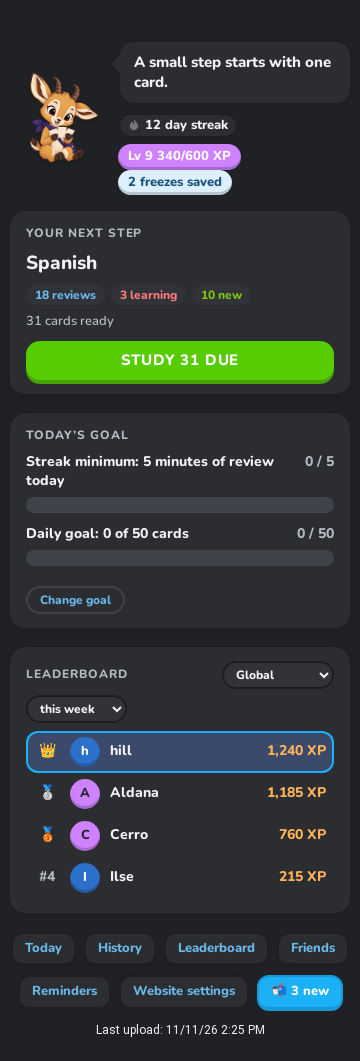 A small step starts with one
card.
12 day streak
Lv 9 340/600 XP
2 freezes saved
YOUR NEXT STEP
Spanish
18 reviews 3 learning 10 new
31 cards ready
STUDY 31 DUE
TODAY'S GOAL
Streak minimum: 5 minutes of review 0 / 5
today
Daily goal: 0 of 50 cards 0 / 50
Change goal
LEADERBOARD Global
this week
h hill 1,240 XP
A Aldana 1,185 XP
C Cerro 760 XP
#4 I Ilse 215 XP
Today History Leaderboard Friends
Reminders Website settings 3 new
Last upload: 11/11/26 2:25 PM